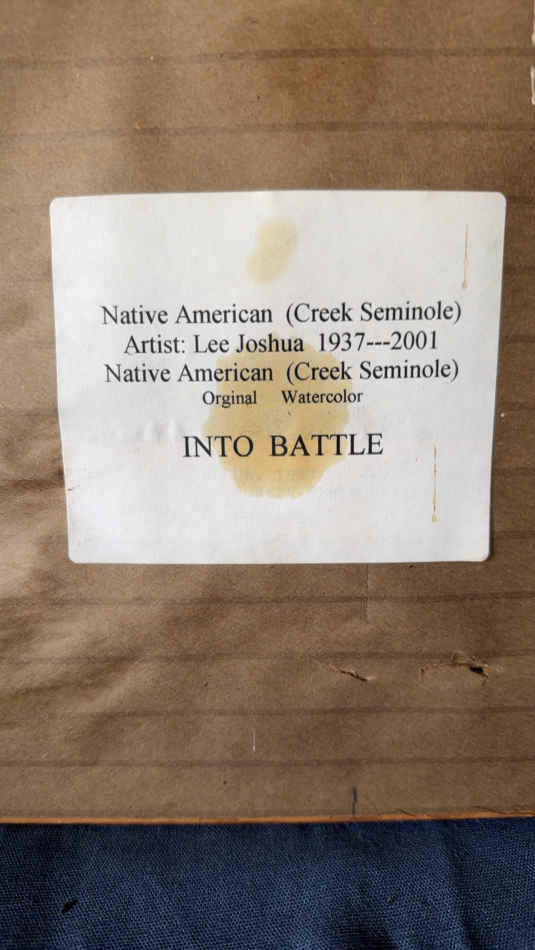 Native American (Creek Seminole)
Artist: Lee Joshua 1937---2001
Native American (Creek Seminole)
Orginal Watercolor
INTO BATTLE